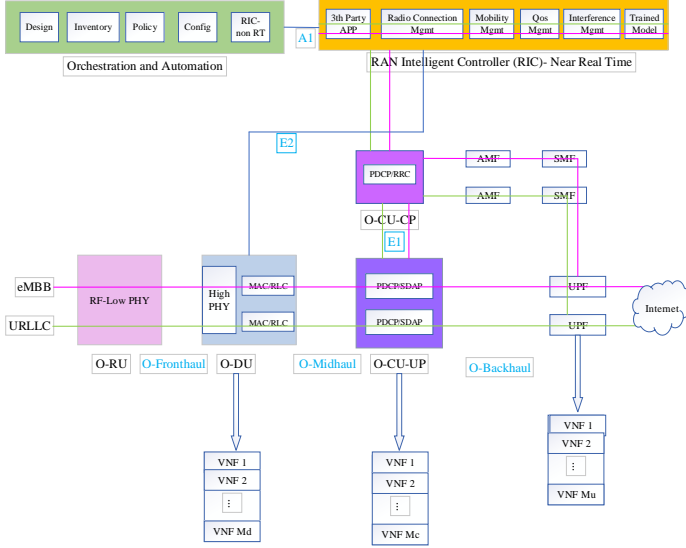 Design
Inventory
Policy
Config
RIC-
non RT
A1
3th Party
APP
Radio Connection
Mgmt
Mobility
Mgmt
Qos
Mgmt
Interference
Mgmt
Trained
Model
Orchestration and Automation
RAN Intelligent Controller (RIC)- Near Real Time
E2
PDCP/RRC
AMF
SMF
AMF
SMF
O-CU-CP
E1
eMBB
URLLC
RF-Low PHY
High
PHY
MAC/RLC
MAC/RLC
PDCP/SDAP
PDCP/SDAP
UPF
UPF
Internet
O-RU
O-Fronthaul
O-DU
O-Midhaul
O-CU-UP
O-Backhaul
VNF 1
VNF 2
...
VNF Md
VNF 1
VNF 2
...
VNF Mc
VNF 1
VNF 2
...
VNF Mu